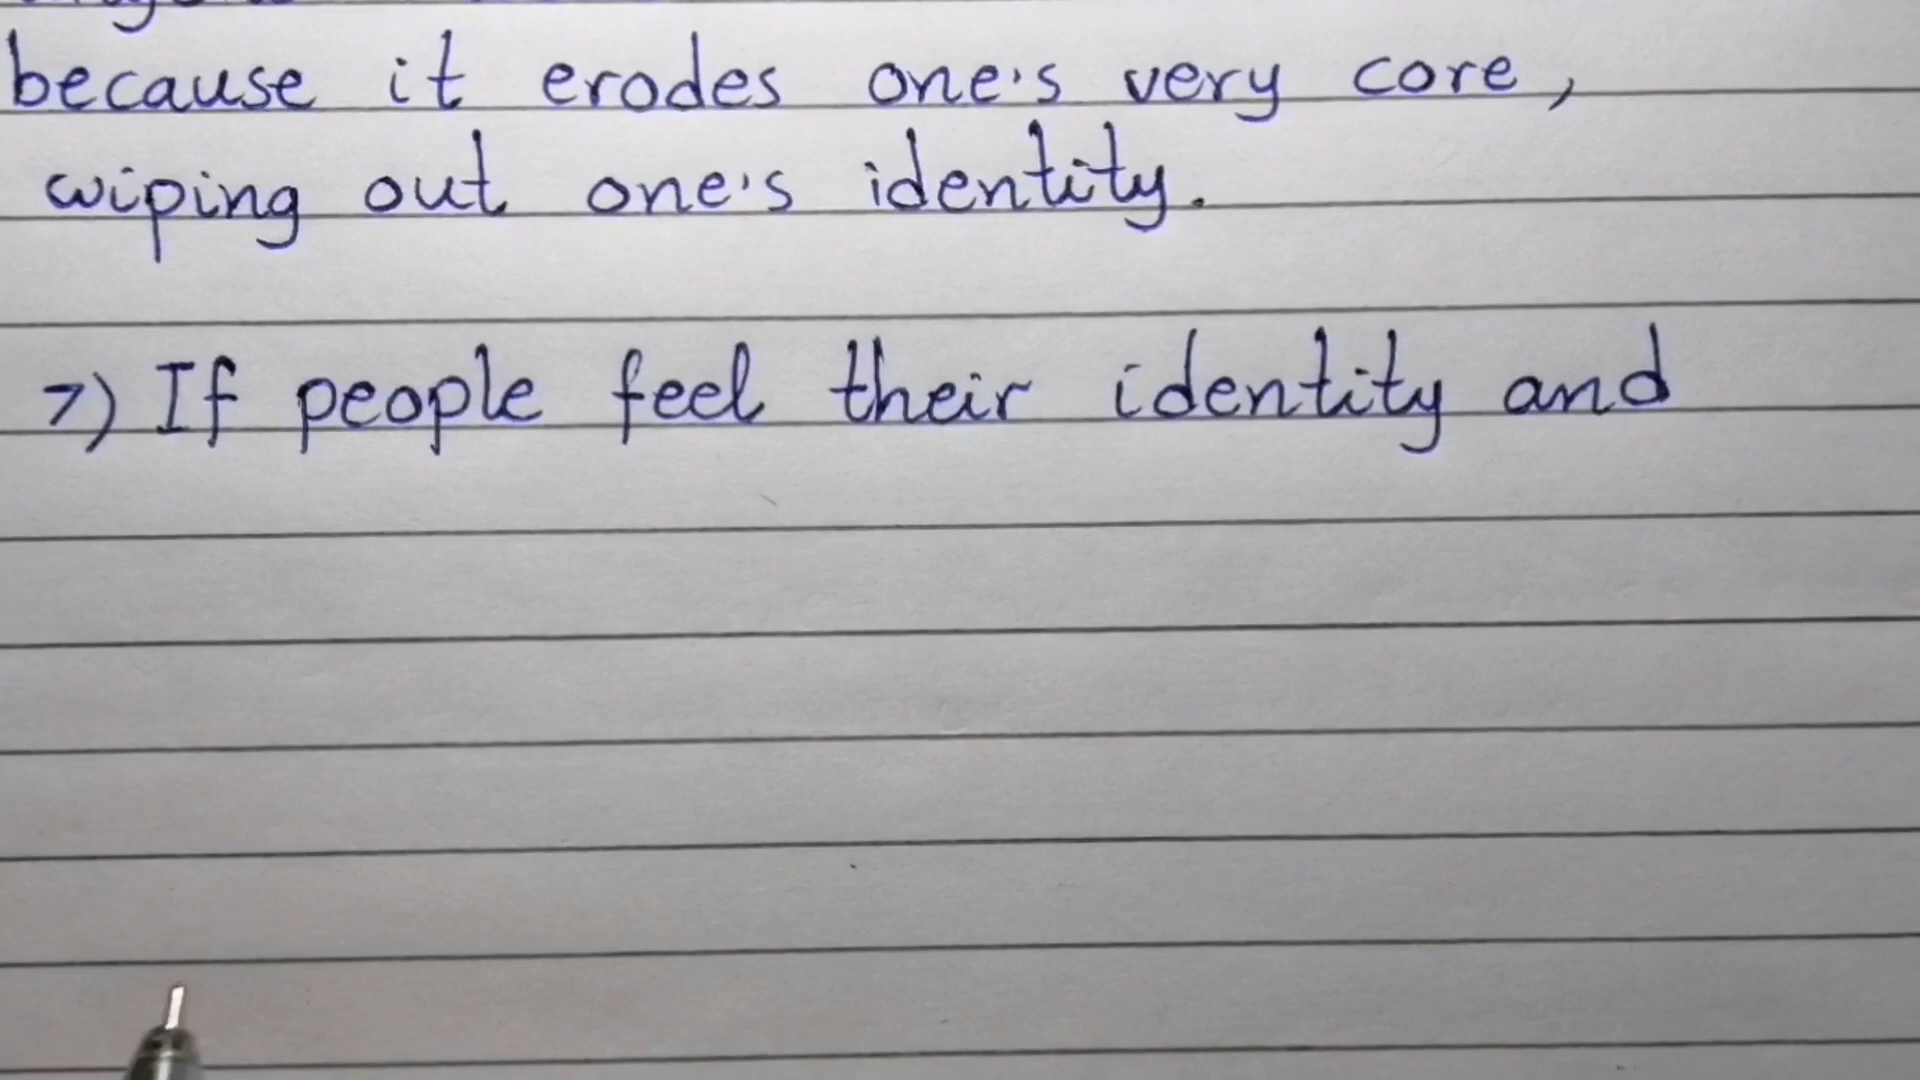 because it erodes one's very core,
wiping out one's identity.
7) If people feel their identity and